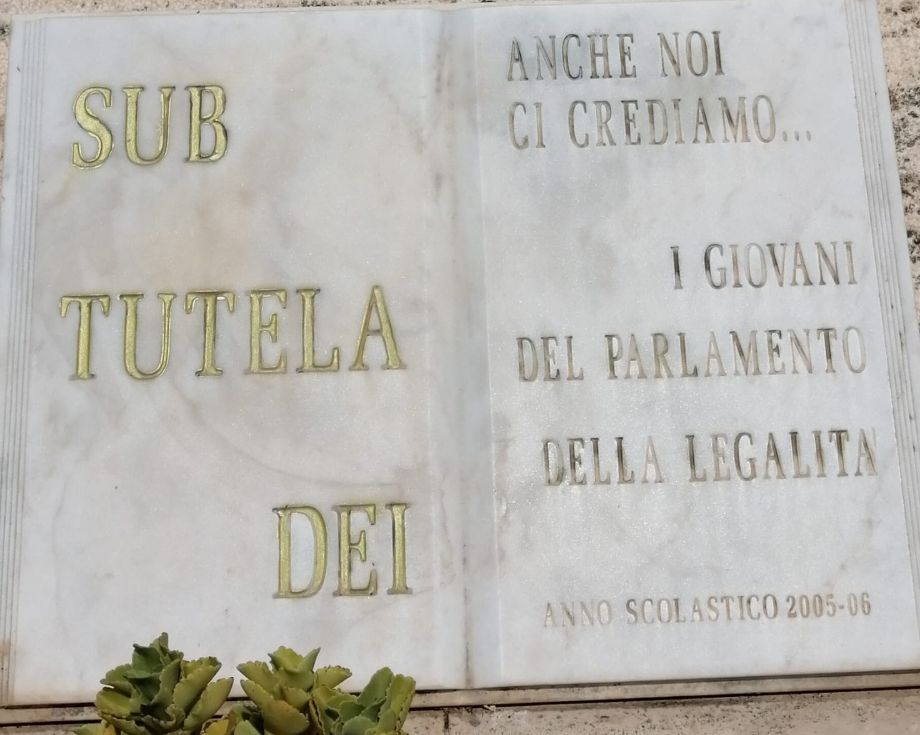 SUB
TUTELA
DEI
ANCHE NOI
CI CREDIAMO...
I GIOVANI
DEL PARLAMENTO
DELLA LEGALITA
ANNO SCOLASTICO 2005-06